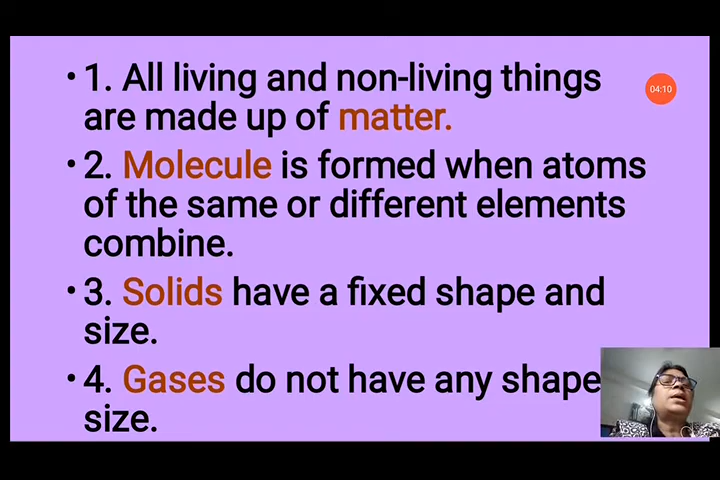 • 1. All living and non-living things
are made up of matter.
04:10
• 2. Molecule is formed when atoms
of the same or different elements
combine.
• 3. Solids have a fixed shape and
size.
• 4. Gases do not have any shape
size.